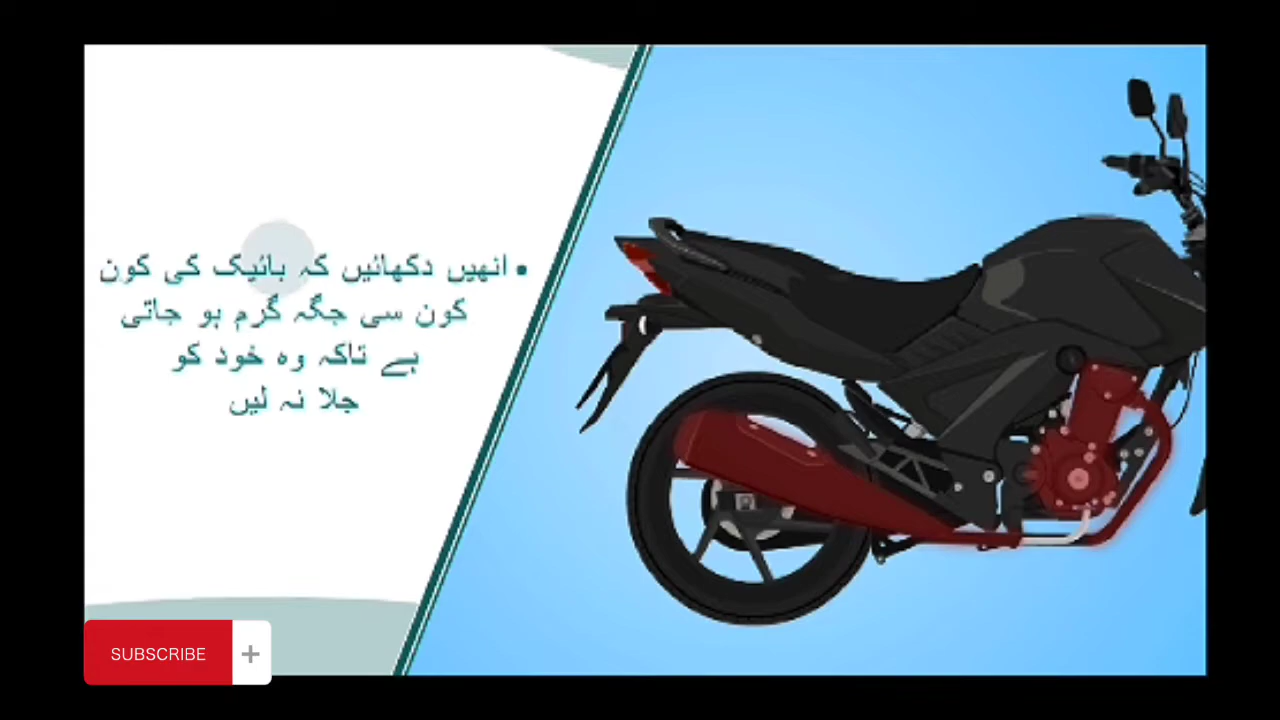 • انھیں دکھائیں کہ بائیک کی کون
کون سی جگہ گرم ہو جاتی
ہے تاکہ وہ خود کو
جلا نہ لیں
SUBSCRIBE +